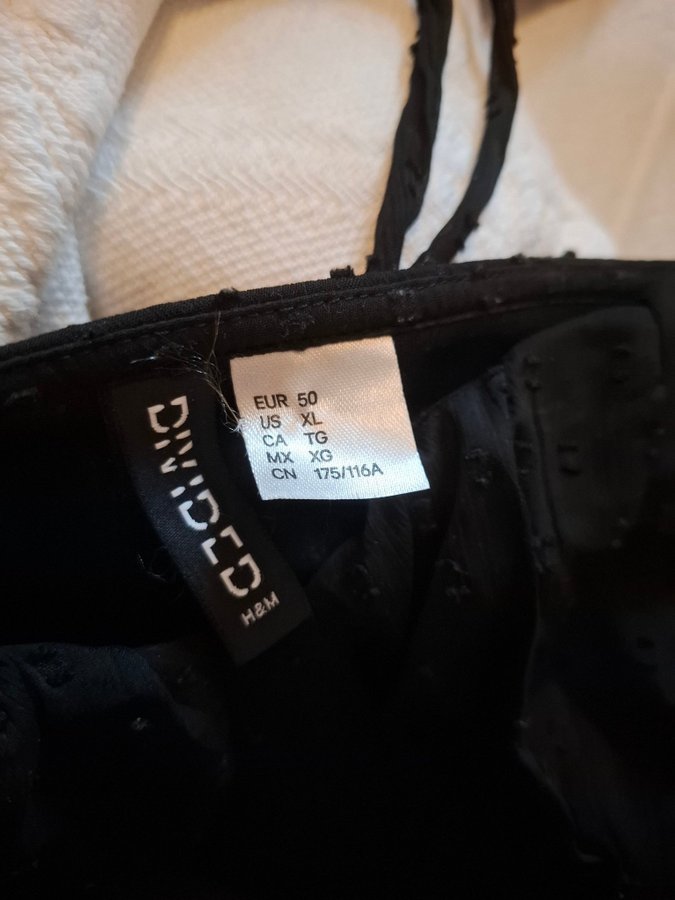 DIVIDED
H&M
EUR 50
US XL
CA TG
MX XG
CN 175/116A